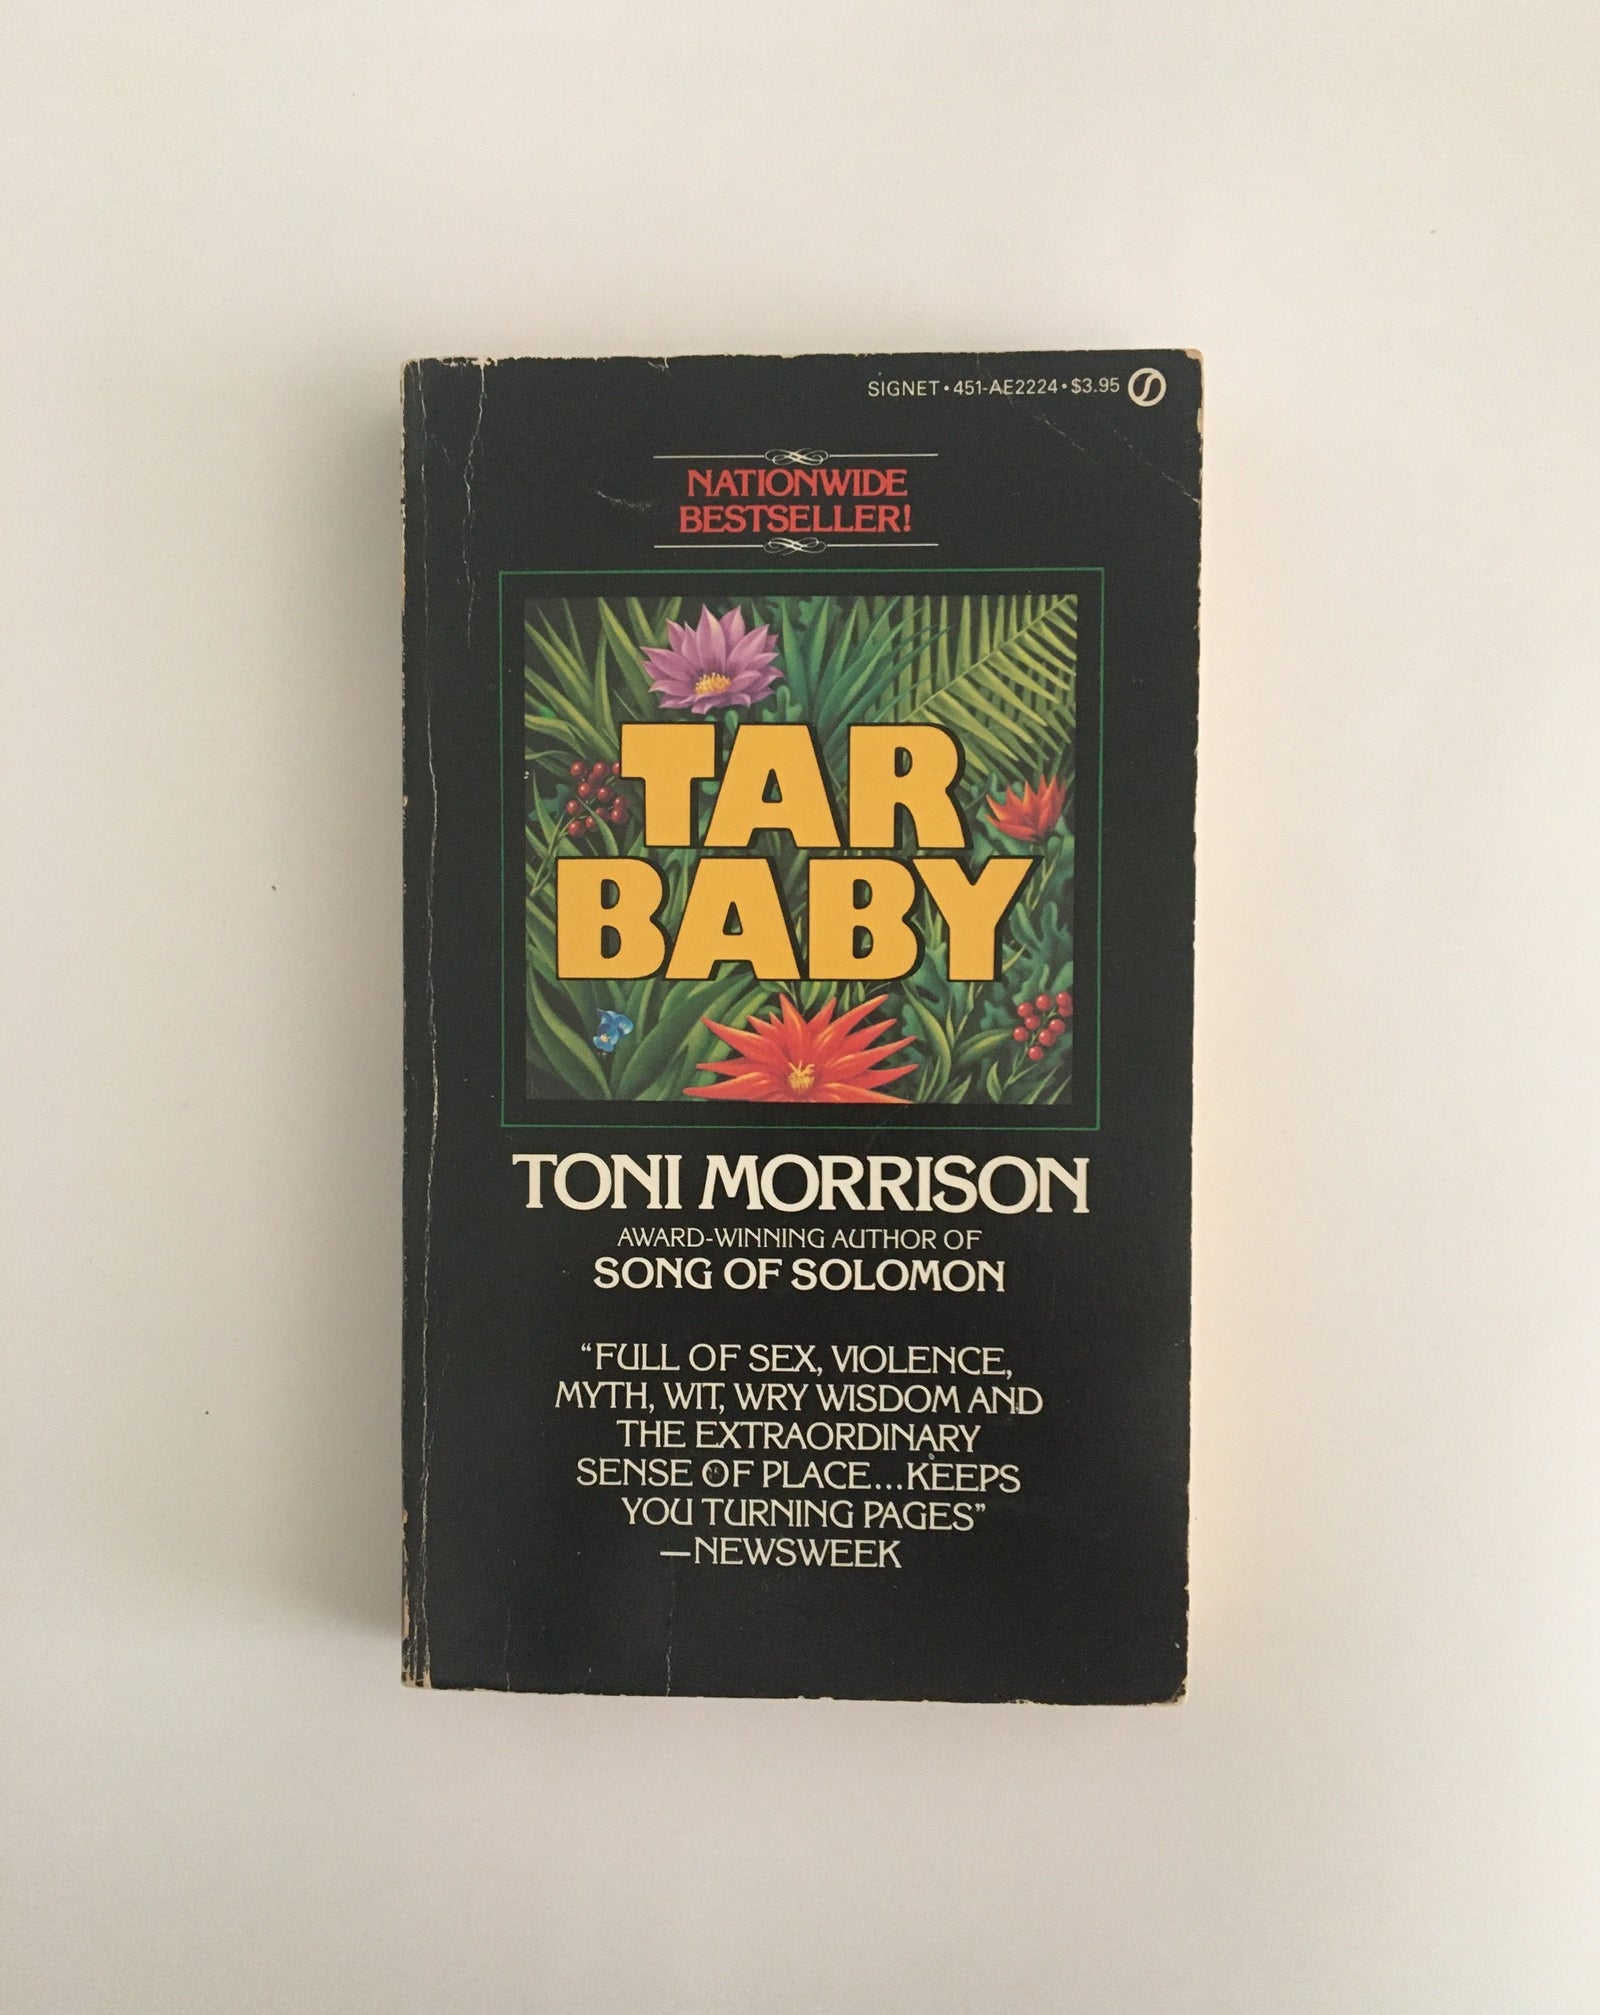 SIGNET • 451-AE2224 • $3.95
NATIONWIDE
BESTSELLER!
TAR
BABY
TONI MORRISON
AWARD-WINNING AUTHOR OF
SONG OF SOLOMON
“FULL OF SEX, VIOLENCE,
MYTH, WIT, WRY WISDOM AND
THE EXTRAORDINARY
SENSE OF PLACE...KEEPS
YOU TURNING PAGES”
—NEWSWEEK